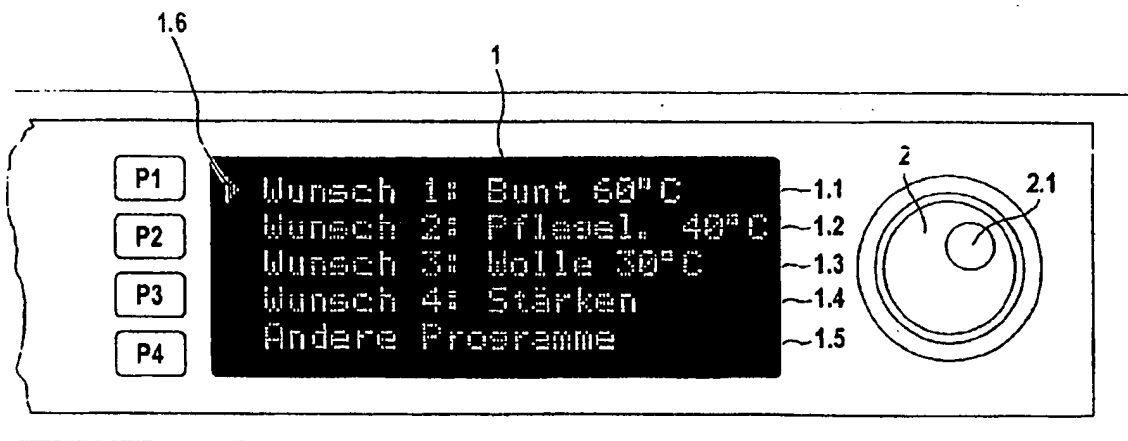 1.6
1
P1
P2
P3
P4
Wunsch 1: Bunt 60°C
Wunsch 2: Pflegel. 40°C
Wunsch 3: Wolle 30°C
Wunsch 4: Stärken
Andere Programme
1.1
1.2
1.3
1.4
1.5
2
2.1